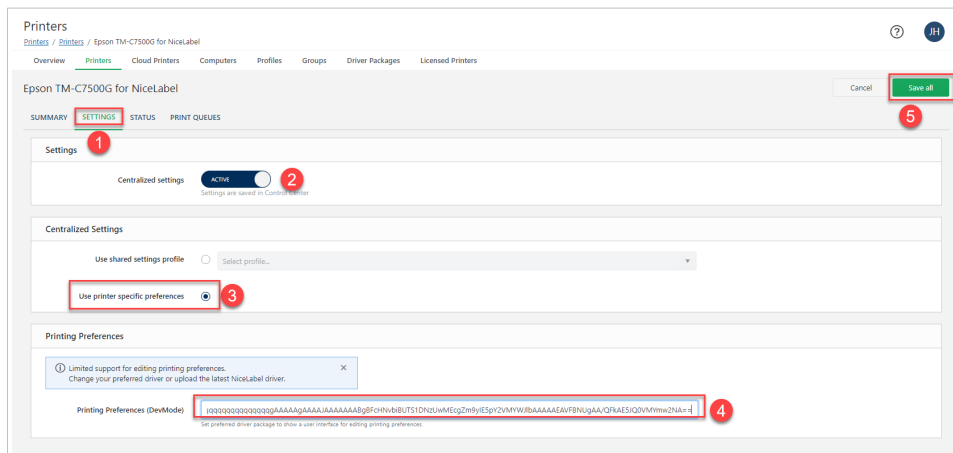 Printers
Printers / Printers / Epson TM-C7500G for NiceLabel
? JH
Overview Printers Cloud Printers Computers Profiles Groups Driver Packages Licensed Printers
Epson TM-C7500G for NiceLabel
Cancel Save all
5
SUMMARY SETTINGS STATUS PRINT QUEUES
1
Settings
Centralized settings ACTIVE 2
Settings are saved in Control Center
Centralized Settings
Use shared settings profile Select profile...
Use printer specific preferences 3
Printing Preferences
Limited support for editing printing preferences. ×
Change your preferred driver or upload the latest NiceLabel driver.
Printing Preferences (DevMode) 4
Set preferred driver package to show a user interface for editing printing preferences.